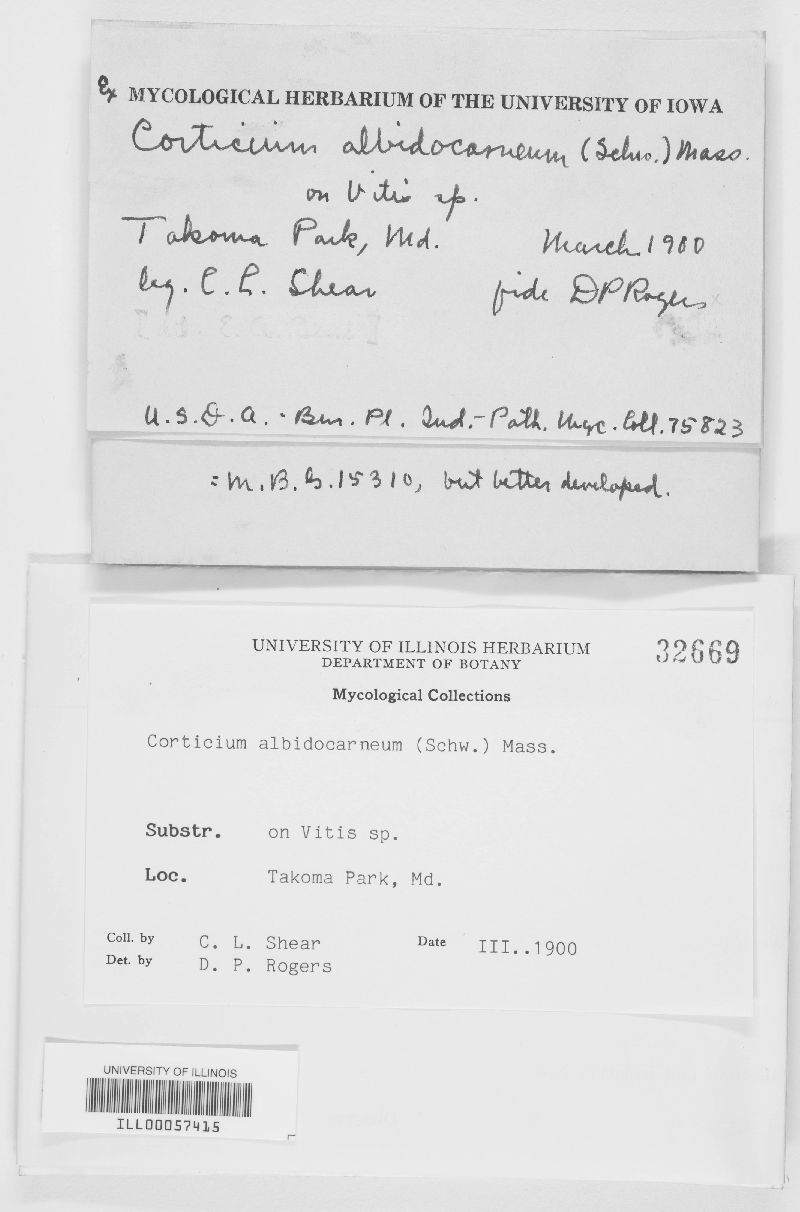 Ex MYCOLOGICAL HERBARIUM OF THE UNIVERSITY OF IOWA
Corticium albidocarneum (Schw.) Mass.
on Vitis sp.
Takoma Park, Md. March 1900
leg. C. L. Shear fide DPRogers
U.S.D.A. - Bur. Pl. Ind. - Path. Myc. Coll. 75823
= M.B.G. 15310, but better developed.
UNIVERSITY OF ILLINOIS HERBARIUM 32669
DEPARTMENT OF BOTANY
Mycological Collections
Corticium albidocarneum (Schw.) Mass.
Substr. on Vitis sp.
Loc. Takoma Park, Md.
Coll. by C. L. Shear Date III..1900
Det. by D. P. Rogers
UNIVERSITY OF ILLINOIS
ILL00057415